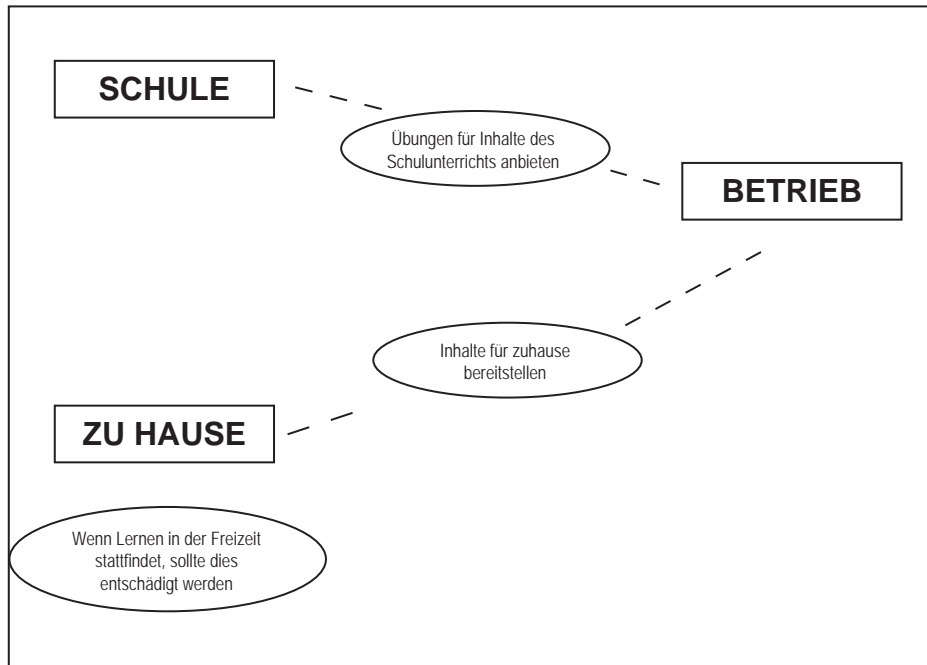 SCHULE
Übungen für Inhalte des
Schulunterrichts anbieten
BETRIEB
Inhalte für zuhause
bereitstellen
ZU HAUSE
Wenn Lernen in der Freizeit
stattfindet, sollte dies
entschädigt werden